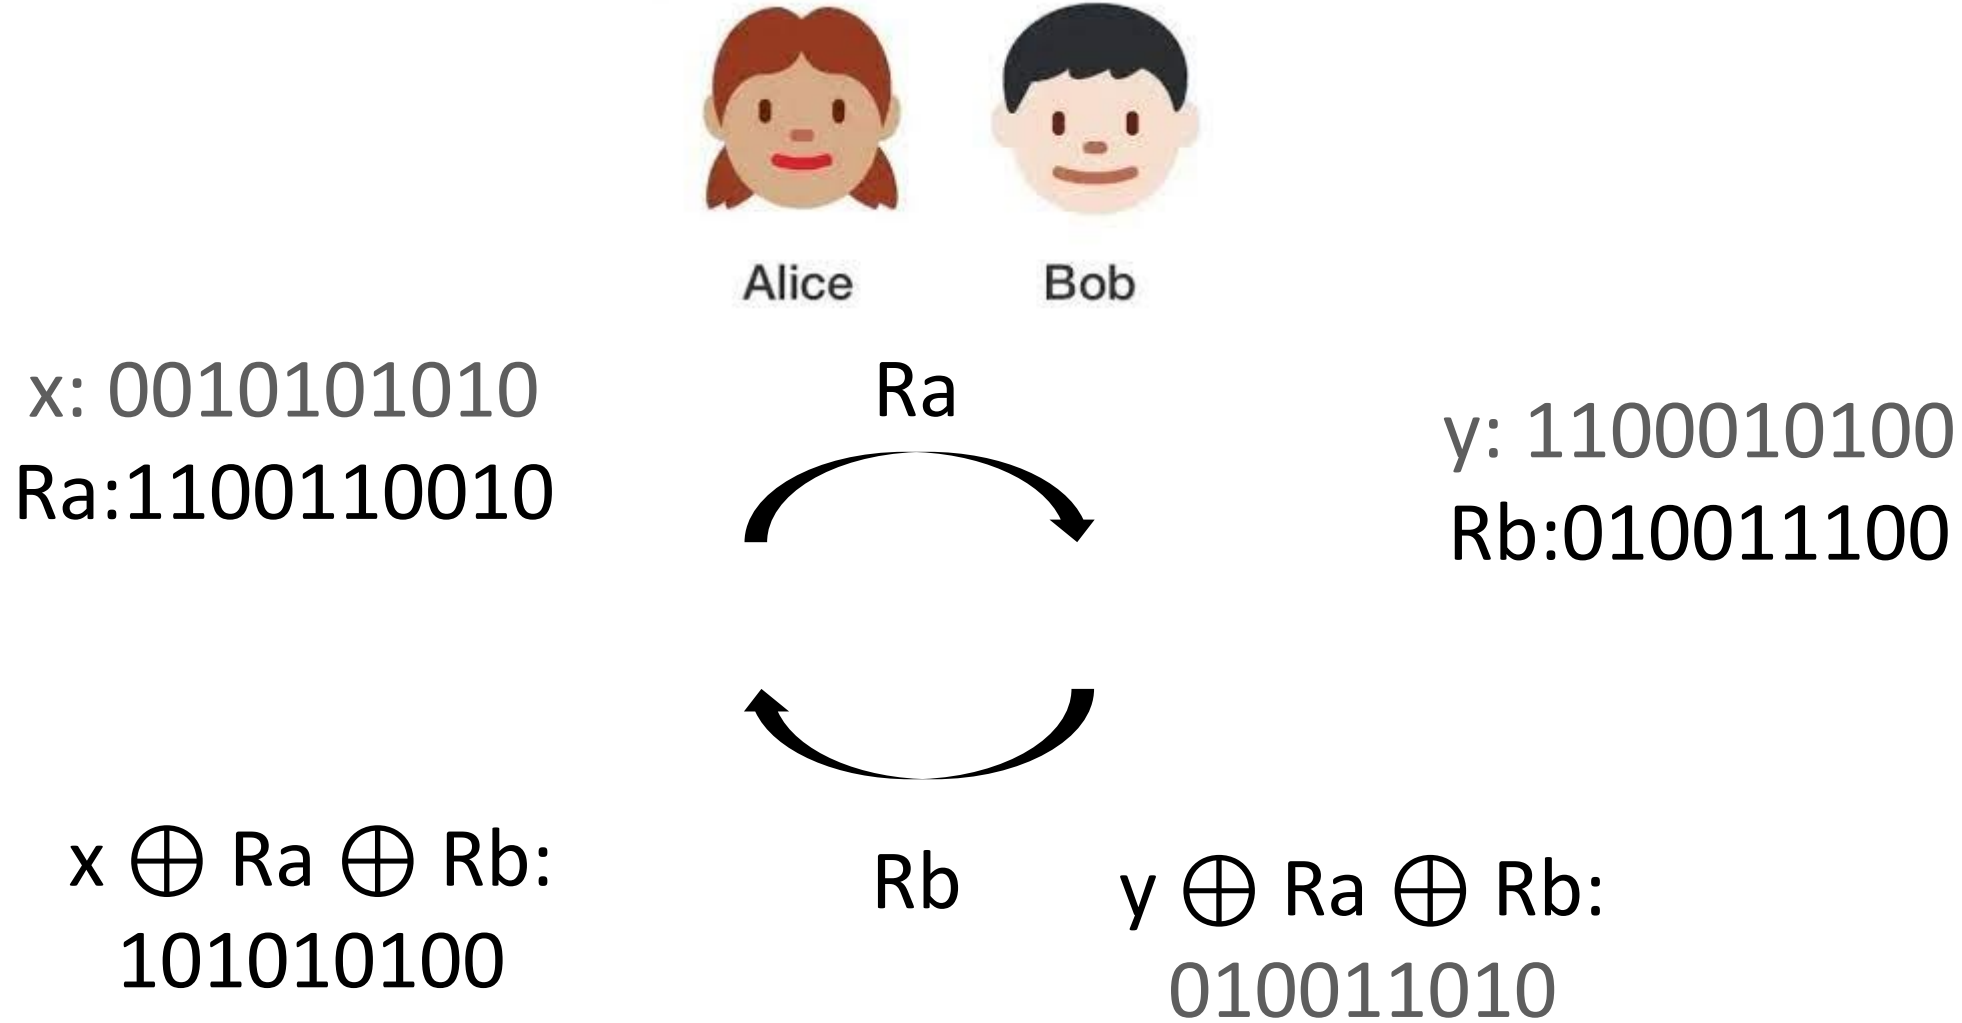 Alice
Bob
x: 0010101010
Ra:1100110010
Ra
y: 1100010100
Rb:010011100
x ⊕ Ra ⊕ Rb:
101010100
Rb
y ⊕ Ra ⊕ Rb:
010011010